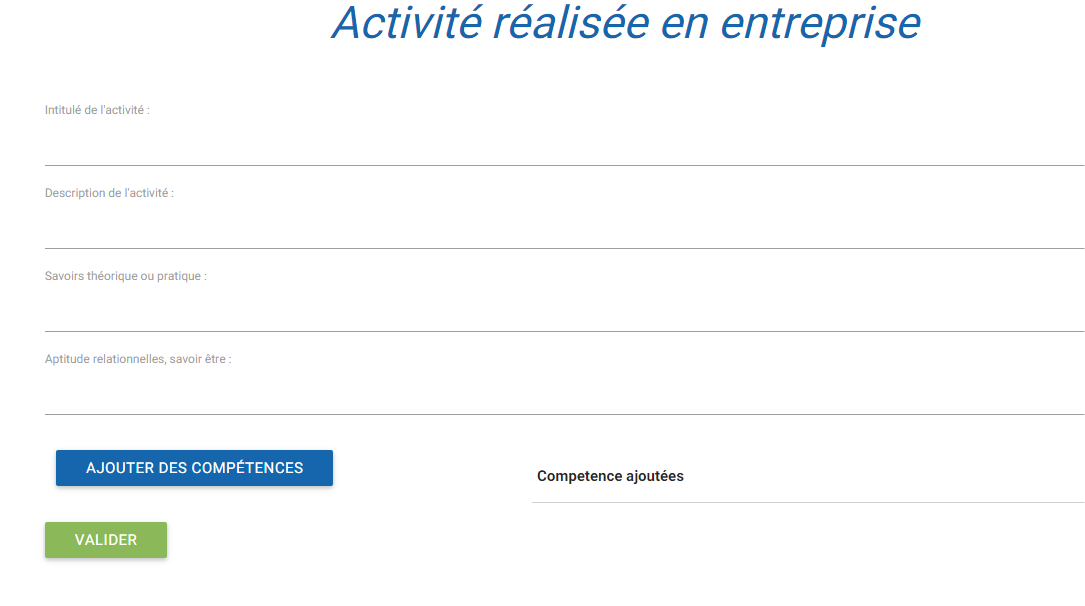 Activité réalisée en entreprise
Intitulé de l'activité :
Description de l'activité :
Savoirs théorique ou pratique :
Aptitude relationnelles, savoir être :
AJOUTER DES COMPÉTENCES
Competence ajoutées
VALIDER